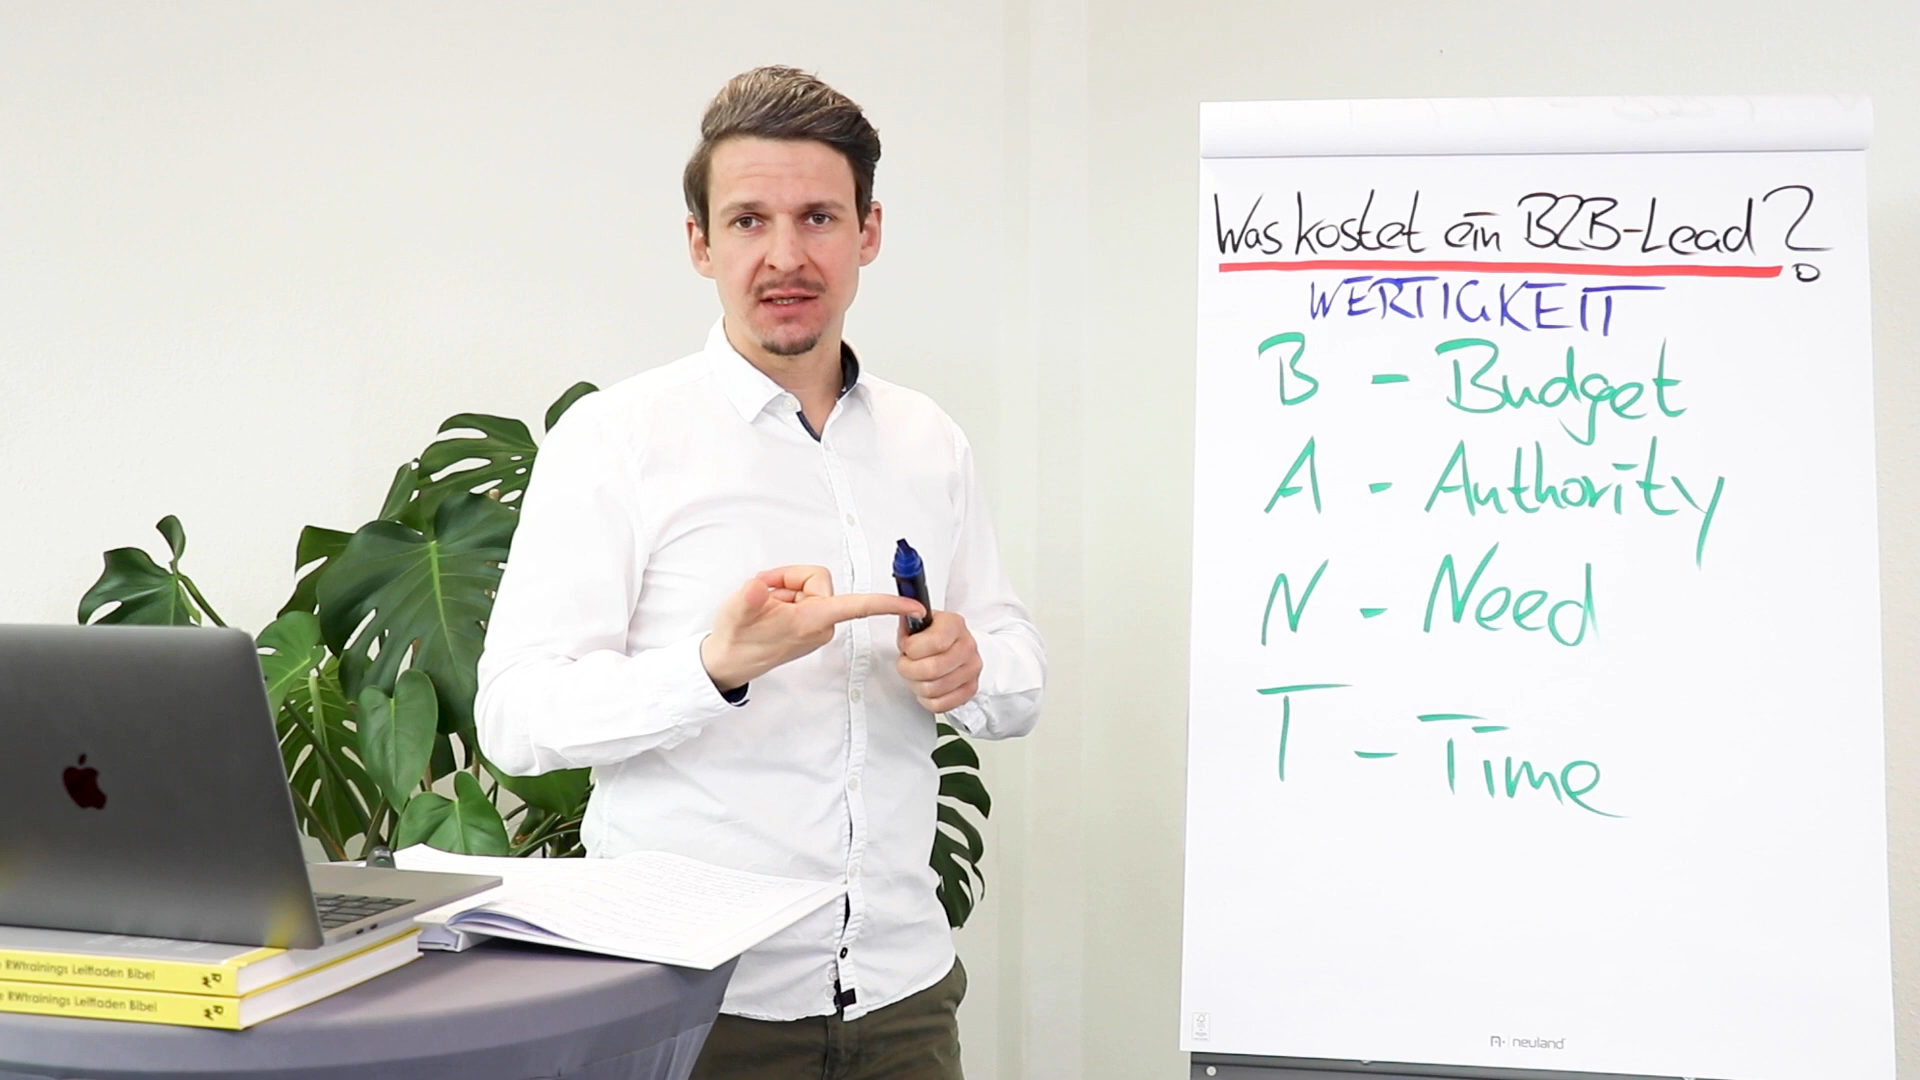 Was kostet ein B2B-Lead?
WERTIGKEIT
B - Budget
A - Authority
N - Need
T - Time
RWtrainings Leitfaden Bibel
RWtrainings Leitfaden Bibel
neuland